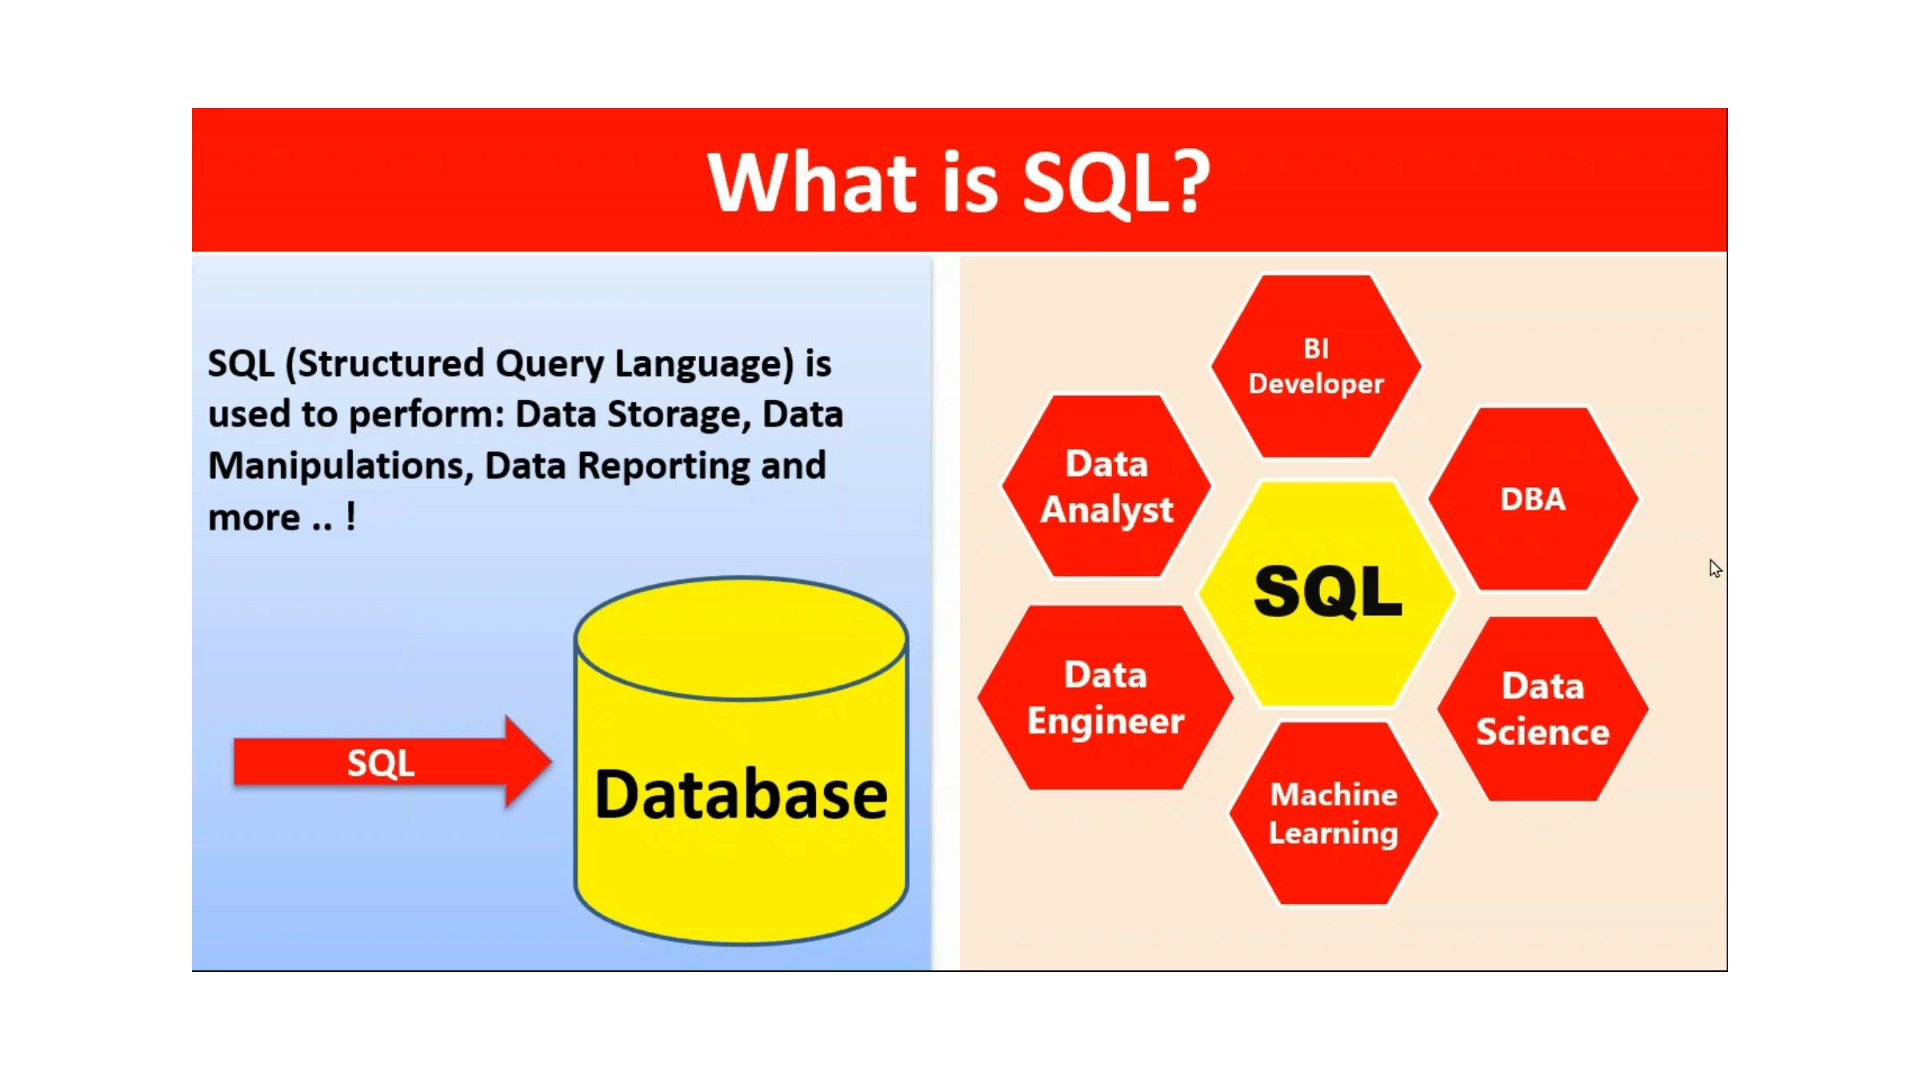 What is SQL?
SQL (Structured Query Language) is
used to perform: Data Storage, Data
Manipulations, Data Reporting and
more .. !
SQL
Database
BI
Developer
Data
Analyst
DBA
SQL
Data
Engineer
Data
Science
Machine
Learning